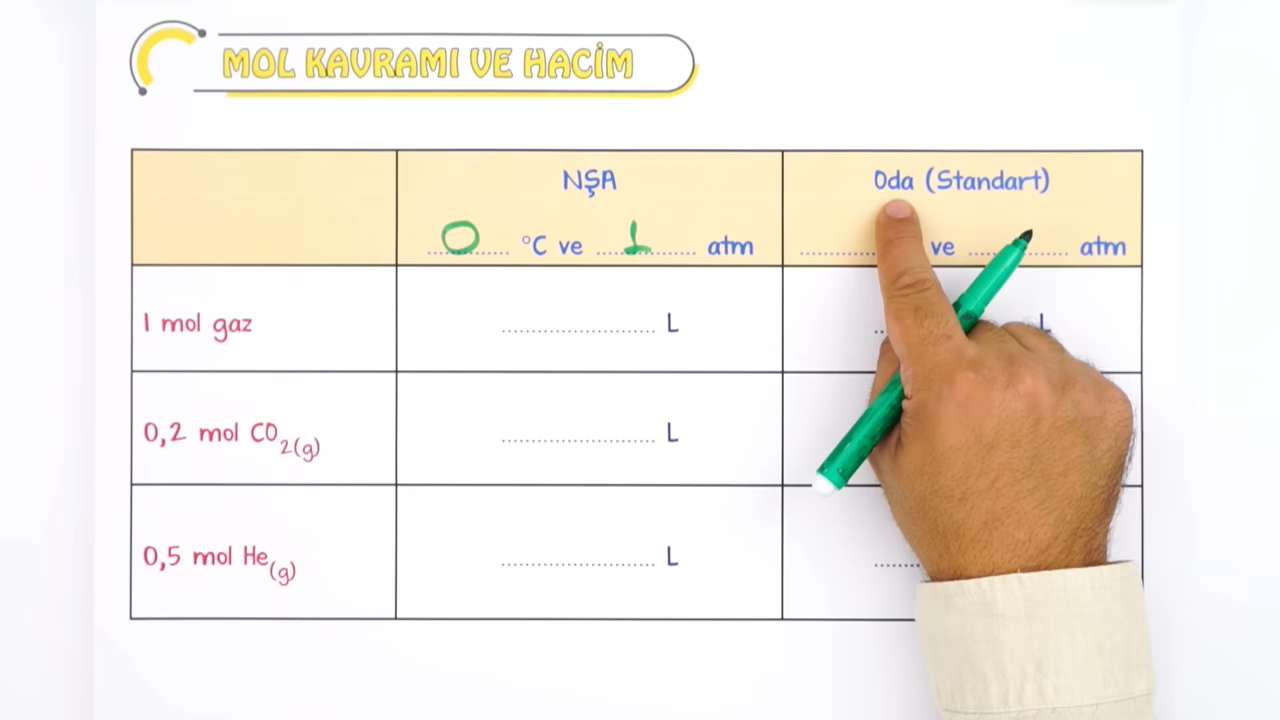 MOL KAVRAMI VE HACİM
NŞA
Oda (Standart)
0 °C ve 1 atm
ve atm
1 mol gaz
L
L
0,2 mol CO2(g)
L
0,5 mol He(g)
L